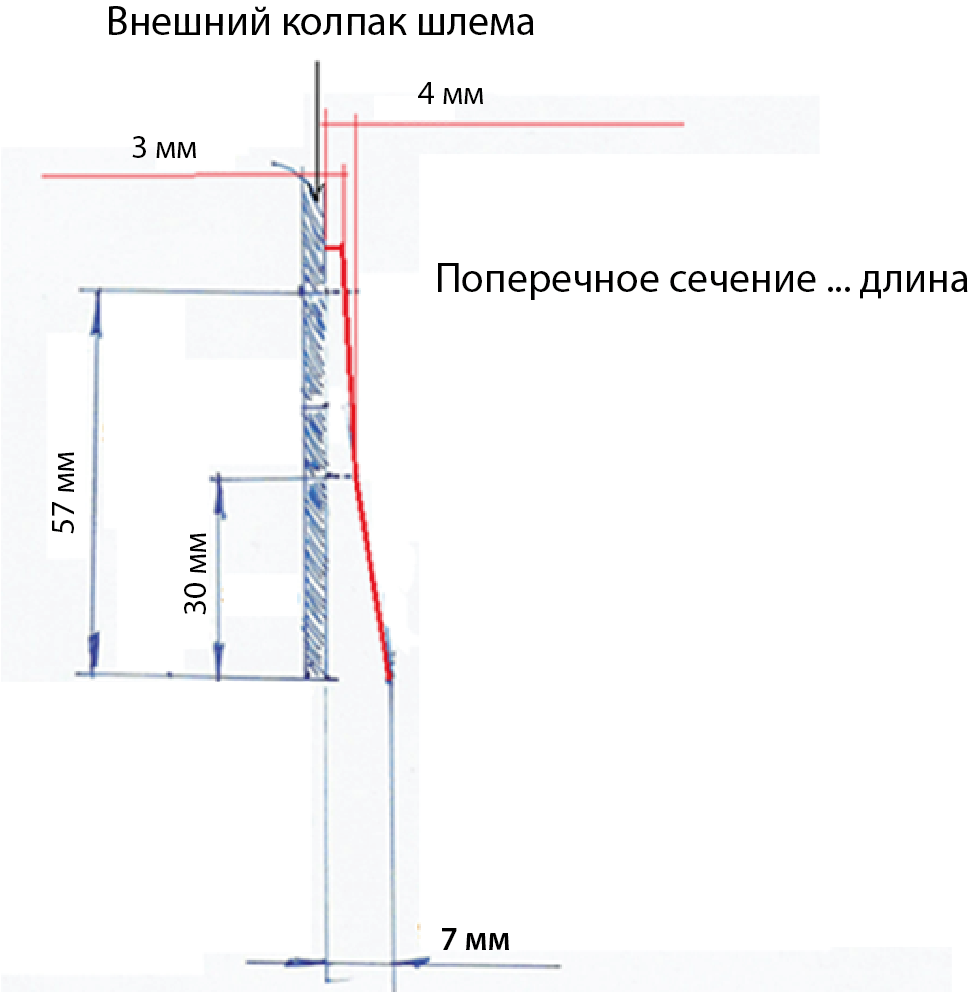 Внешний колпак шлема
4 мм
3 мм
Поперечное сечение ... длина
57 мм
30 мм
7 мм